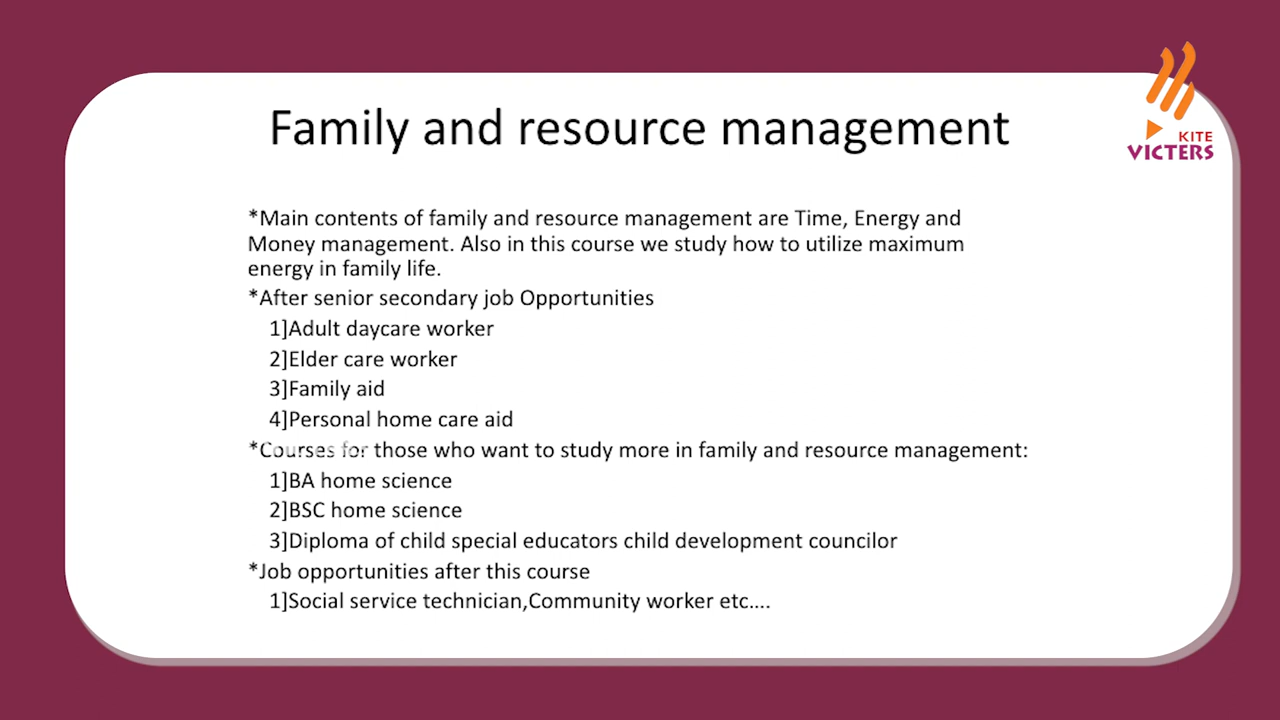 Family and resource management
KITE
VICTERS
*Main contents of family and resource management are Time, Energy and
Money management. Also in this course we study how to utilize maximum
energy in family life.
*After senior secondary job Opportunities
1]Adult daycare worker
2]Elder care worker
3]Family aid
4]Personal home care aid
*Courses for those who want to study more in family and resource management:
1]BA home science
2]BSC home science
3]Diploma of child special educators child development councilor
*Job opportunities after this course
1]Social service technician,Community worker etc....